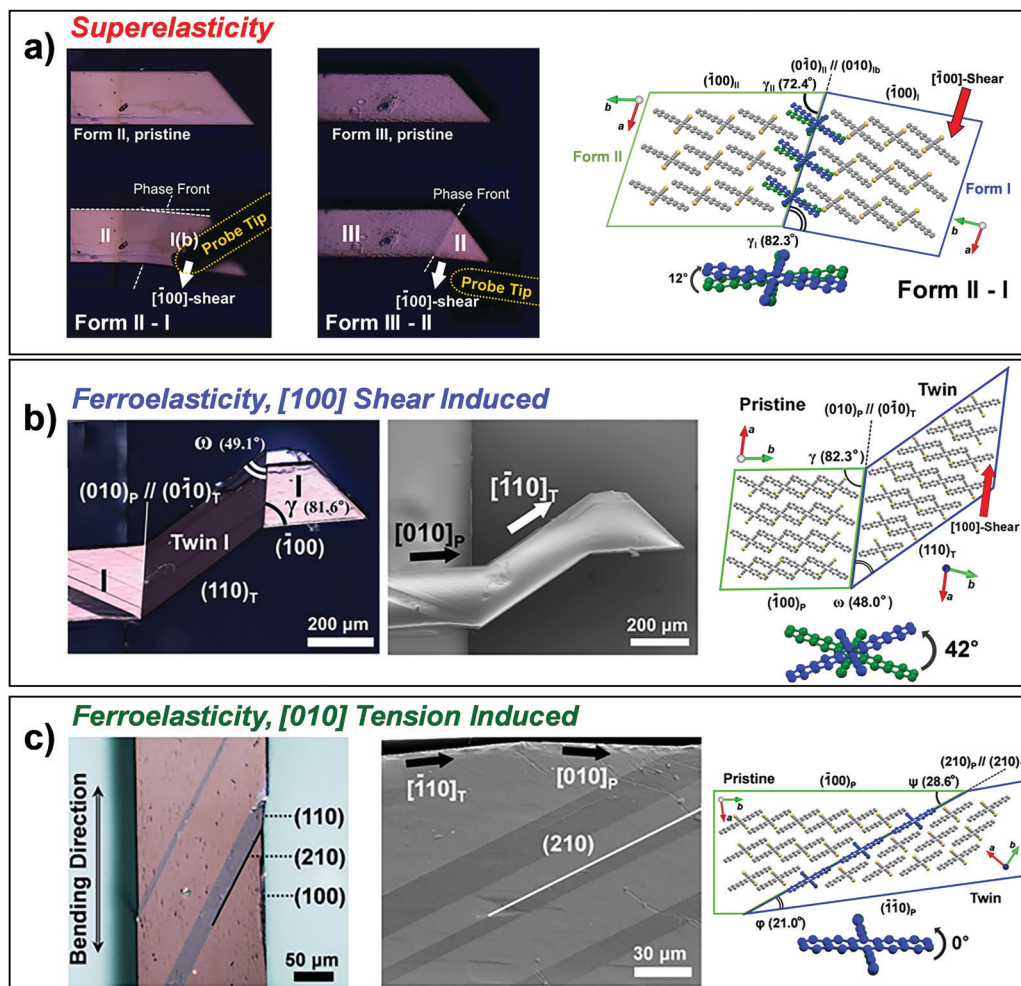 a)
Superelasticity
Form II, pristine
Phase Front
II
I(b)
Probe Tip
[1̄00]-shear
Form II - I
Form III, pristine
Phase Front
III
II
Probe Tip
[1̄00]-shear
Form III - II
(01̄0)II // (010)Ib
(1̄00)II
γII (72.4°)
(1̄00)I
[1̄00]-Shear
b
a
Form II
Form I
b
a
γI (82.3°)
12°
Form II - I
b)
Ferroelasticity, [100] Shear Induced
ω (49.1°)
(010)P // (01̄0)T
I
γ (81.6°)
Twin I
(1̄00)
I
(110)T
200 µm
[1̄10]T
[010]P
200 µm
Twin
Pristine
(010)P // (01̄0)T
a
b
γ (82.3°)
[100]-Shear
(110)T
b
a
(1̄00)P
ω (48.0°)
42°
c)
Ferroelasticity, [010] Tension Induced
Bending Direction
(110)
(210)
(100)
50 µm
[1̄10]T
[010]P
(210)
30 µm
(210)P // (210)
Pristine
(1̄00)P
ψ (28.6°)
b
a
b
a
(1̄1̄0)P
Twin
φ (21.0°)
0°